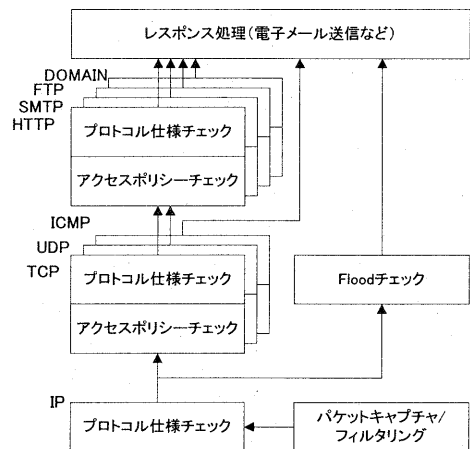 レスポンス処理(電子メール送信など)
DOMAIN
FTP
SMTP
HTTP
プロトコル仕様チェック
アクセスポリシーチェック
ICMP
UDP
TCP
プロトコル仕様チェック
アクセスポリシーチェック
Floodチェック
IP
プロトコル仕様チェック
パケットキャプチャ/
フィルタリング